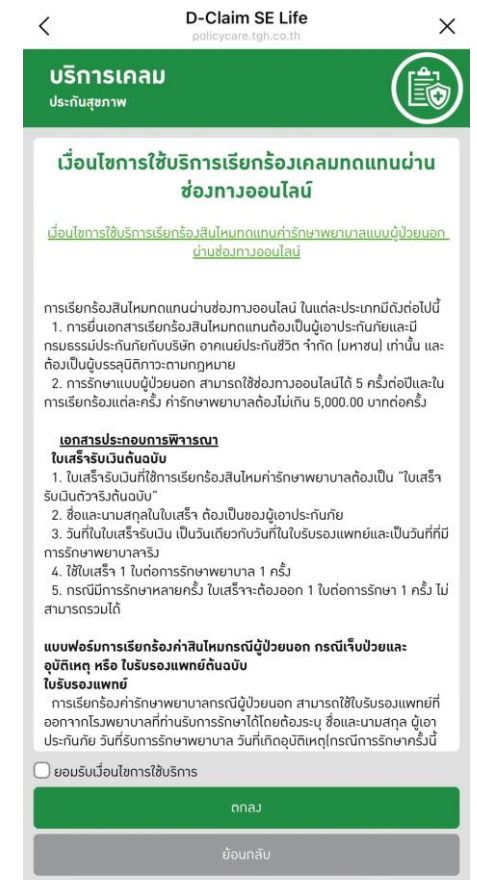 D-Claim SE Life
policycare.tgh.co.th
บริการเคลม
ประกันสุขภาพ
เงื่อนไขการใช้บริการเรียกร้องเคลมทดแทนผ่าน
ช่องทางออนไลน์
เงื่อนไขการใช้บริการเรียกร้องสินไหมทดแทนค่ารักษาพยาบาลแบบผู้ป่วยนอก
ผ่านช่องทางออนไลน์
การเรียกร้องสินไหมทดแทนผ่านช่องทางออนไลน์ ในแต่ละประเภทมีดังต่อไปนี้
1. การยื่นเอกสารเรียกร้องสินไหมทดแทนต้องเป็นผู้เอาประกันภัยและมี
กรมธรรม์ประกันภัยกับบริษัท อาคเนย์ประกันชีวิต จำกัด (มหาชน) เท่านั้น และ
ต้องเป็นผู้บรรลุนิติภาวะตามกฎหมาย
2. การรักษาแบบผู้ป่วยนอก สามารถใช้ช่องทางออนไลน์ได้ 5 ครั้งต่อปีและใน
การเรียกร้องแต่ละครั้ง ค่ารักษาพยาบาลต้องไม่เกิน 5,000.00 บาทต่อครั้ง
เอกสารประกอบการพิจารณา
ใบเสร็จรับเงินต้นฉบับ
1. ใบเสร็จรับเงินที่ใช้การเรียกร้องสินไหมค่ารักษาพยาบาลต้องเป็น "ใบเสร็จ
รับเงินตัวจริงต้นฉบับ"
2. ชื่อและนามสกุลในใบเสร็จ ต้องเป็นของผู้เอาประกันภัย
3. วันที่ในใบเสร็จรับเงิน เป็นวันเดียวกับวันที่ในใบรับรองแพทย์และเป็นวันที่ที่มี
การรักษาพยาบาลจริง
4. ใช้ใบเสร็จ 1 ใบต่อการรักษาพยาบาล 1 ครั้ง
5. กรณีมีการรักษาหลายครั้ง ใบเสร็จจะต้องออก 1 ใบต่อการรักษา 1 ครั้ง ไม่
สามารถรวมได้
แบบฟอร์มการเรียกร้องค่าสินไหมกรณีผู้ป่วยนอก กรณีเจ็บป่วยและ
อุบัติเหตุ หรือ ใบรับรองแพทย์ต้นฉบับ
ใบรับรองแพทย์
การเรียกร้องค่ารักษาพยาบาลกรณีผู้ป่วยนอก สามารถใช้ใบรับรองแพทย์ที่
ออกจากโรงพยาบาลที่ท่านรับการรักษาได้โดยต้องระบุ ชื่อและนามสกุล ผู้เอา
ประกันภัย วันที่รับการรักษาพยาบาล วันที่เกิดอุบัติเหตุ(กรณีการรักษาครั้งนี้
ยอมรับเงื่อนไขการใช้บริการ
ตกลง
ย้อนกลับ